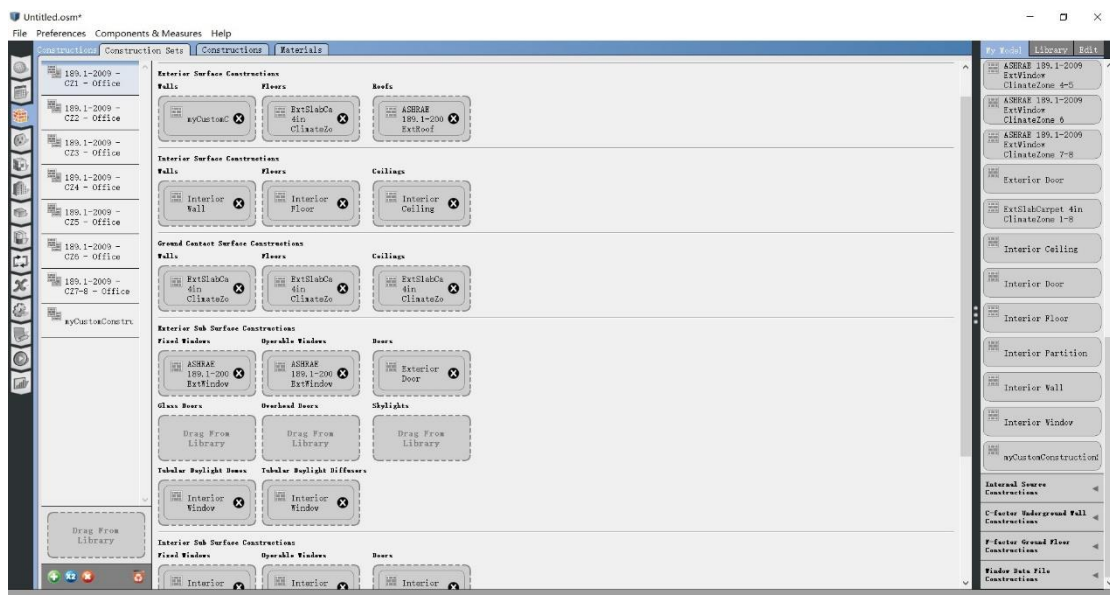 Untitled.osm*
File Preferences Components & Measures Help
Constructions Construction Sets Constructions Materials
My Model Library Edit
189.1-2009 -
CZ1 - Office
189.1-2009 -
CZ2 - Office
189.1-2009 -
CZ3 - Office
189.1-2009 -
CZ4 - Office
189.1-2009 -
CZ5 - Office
189.1-2009 -
CZ6 - Office
189.1-2009 -
CZ7-8 - Office
myCustomConstru
Drag From
Library
x2
Exterior Surface Constructions
Walls Floors Roofs
myCustomC
ExtSlabCa
4in
ClimateZo
ASHRAE
189.1-200
ExtRoof
Interior Surface Constructions
Walls Floors Ceilings
Interior
Wall
Interior
Floor
Interior
Ceiling
Ground Contact Surface Constructions
Walls Floors Ceilings
ExtSlabCa
4in
ClimateZo
ExtSlabCa
4in
ClimateZo
ExtSlabCa
4in
ClimateZo
Exterior Sub Surface Constructions
Fixed Windows Operable Windows Doors
ASHRAE
189.1-200
ExtWindow
ASHRAE
189.1-200
ExtWindow
Exterior
Door
Glass Doors Overhead Doors Skylights
Drag From
Library
Drag From
Library
Drag From
Library
Tubular Daylight Domes Tubular Daylight Diffusers
Interior
Window
Interior
Window
Interior Sub Surface Constructions
Fixed Windows Operable Windows Doors
Interior
Interior
Interior
ASHRAE 189.1-2009
ExtWindow
ClimateZone 4-5
ASHRAE 189.1-2009
ExtWindow
ClimateZone 6
ASHRAE 189.1-2009
ExtWindow
ClimateZone 7-8
Exterior Door
ExtSlabCarpet 4in
ClimateZone 1-8
Interior Ceiling
Interior Door
Interior Floor
Interior Partition
Interior Wall
Interior Window
myCustomConstruction
Internal Source
Constructions
C-factor Underground Wall
Constructions
F-factor Ground Floor
Constructions
Window Data File
Constructions